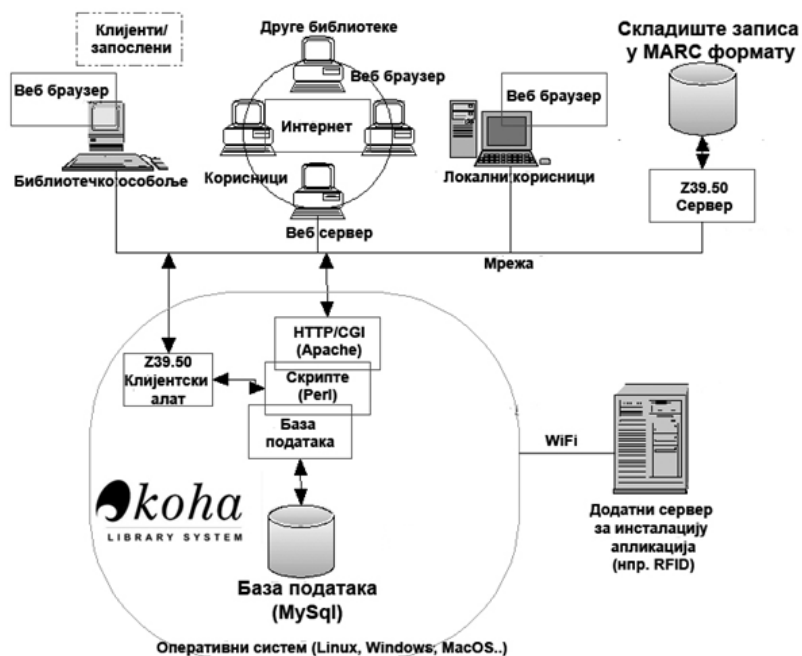 Клијенти/
запослени
Веб браузер
Библиотечко особоље
Друге библиотеке
Веб браузер
Интернет
Корисници
Веб сервер
Веб браузер
Локални корисници
Складиште записа
у MARC формату
Z39.50
Сервер
Мрежа
HTTP/CGI
(Apache)
Z39.50
Клијентски
алат
Скрипте
(Perl)
База
података
koha
LIBRARY SYSTEM
База података
(MySql)
WiFi
Додатни сервер
за инсталацију
апликација
(нпр. RFID)
Оперативни систем (Linux, Windows, MacOS..)